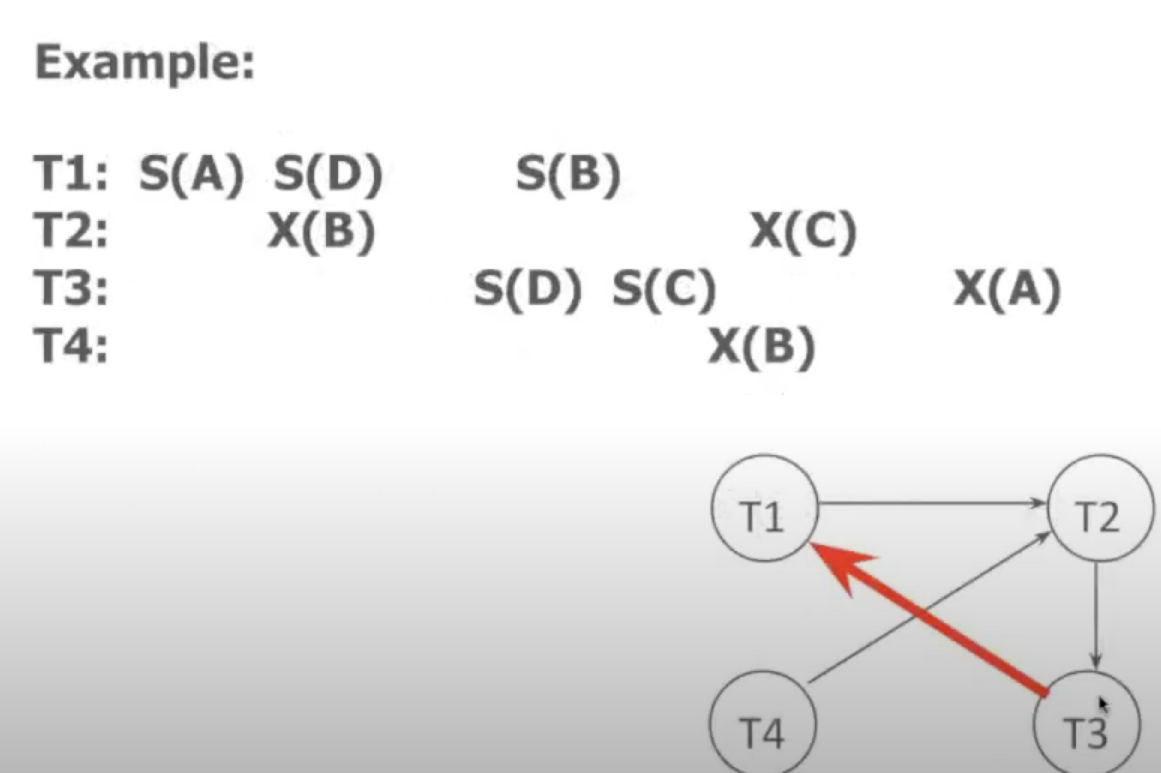 Example:
T1: S(A) S(D) S(B)
T2: X(B) X(C)
T3: S(D) S(C) X(A)
T4: X(B)
T1 T2
T4 T3